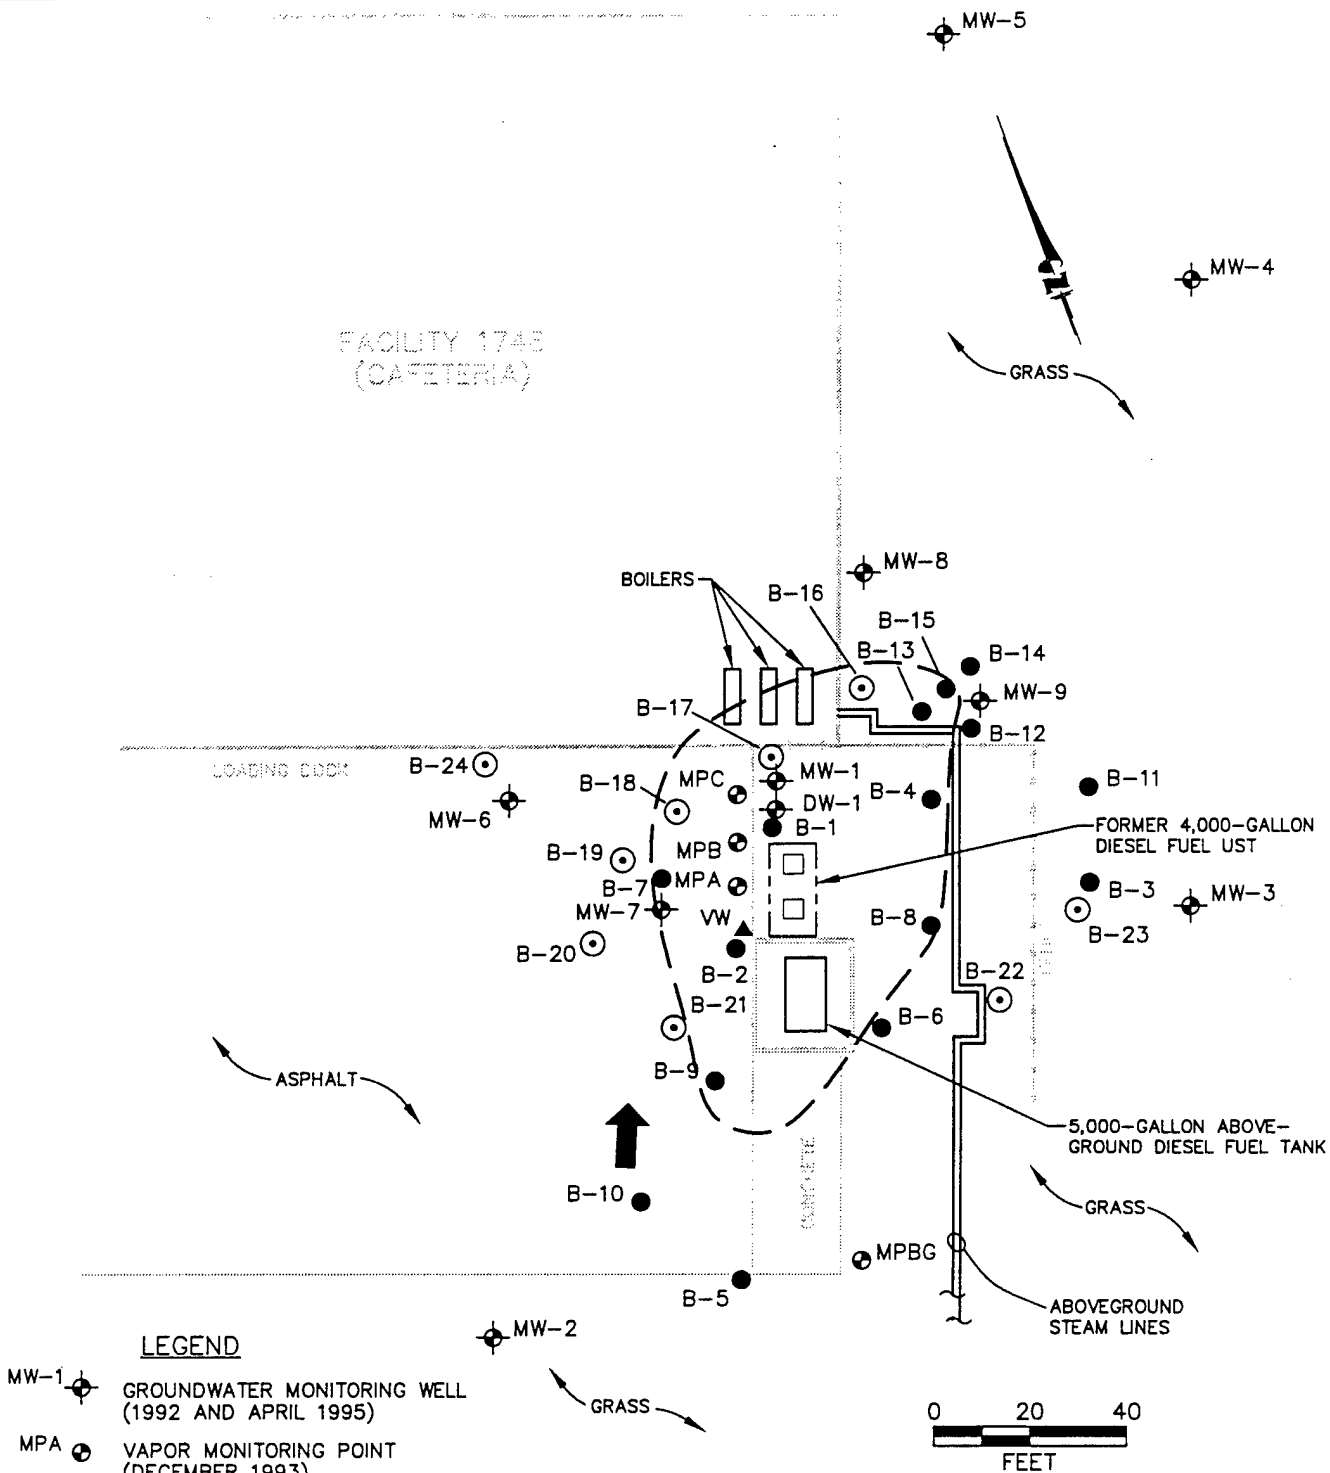 MW-5
MW-4
N
FACILITY 1748
(CAFETERIA)
GRASS
MW-8
BOILERS
B-16
B-15
B-13
B-14
MW-9
B-17
B-12
LOADING DOCK
B-24
MPC
MW-1
B-11
B-18
B-4
DW-1
MW-6
B-1
FORMER 4,000-GALLON
DIESEL FUEL UST
MPB
B-19
B-7
MPA
B-3
MW-3
MW-7
VW
B-8
B-23
B-20
B-2
B-22
B-21
B-6
B-9
ASPHALT
5,000-GALLON ABOVE-
GROUND DIESEL FUEL TANK
CONCRETE
B-10
GRASS
MPBG
B-5
ABOVEGROUND
STEAM LINES
MW-2
LEGEND
MW-1
GROUNDWATER MONITORING WELL
(1992 AND APRIL 1995)
GRASS
0 20 40
FEET
MPA
VAPOR MONITORING POINT
(DECEMBER 1993)